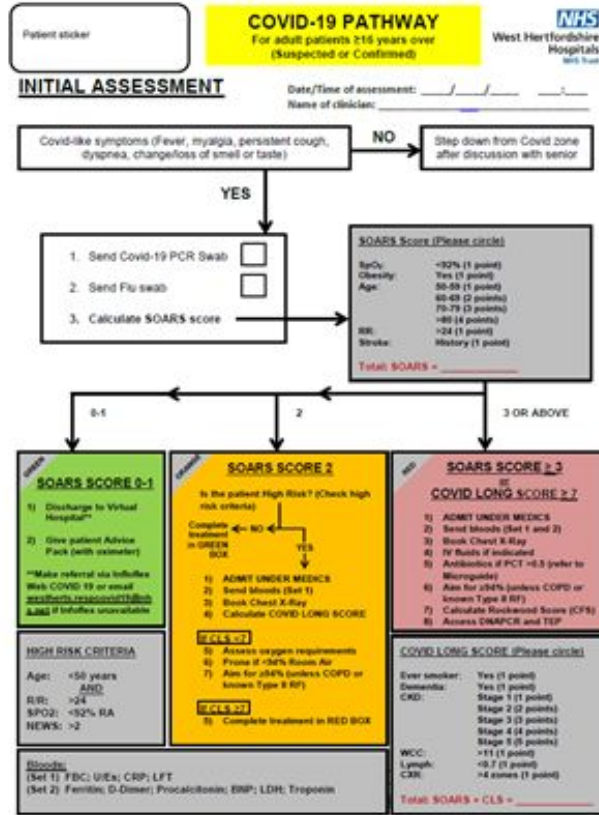 Patient sticker
COVID-19 PATHWAY
For adult patients ≥16 years over
(Suspected or Confirmed)
NHS
West Hertfordshire
Hospitals
NHS Trust
INITIAL ASSESSMENT
Date/Time of assessment: ____/____/____ ____:____
Name of clinician: ____________________
Covid-like symptoms (Fever, myalgia, persistent cough,
dyspnea, change/loss of smell or taste)
NO
Step down from Covid zone
after discussion with senior
YES
1. Send Covid-19 PCR Swab
2. Send Flu swab
3. Calculate SOARS score
SOARS Score (Please circle)
SpO₂: <92% (1 point)
Obesity: Yes (1 point)
Age: 50-59 (1 point)
60-69 (2 points)
70-79 (3 points)
>80 (4 points)
RR: >24 (1 point)
Stroke: History (1 point)
Total: SOARS = ____________
0-1
2
3 OR ABOVE
GREEN
SOARS SCORE 0-1
1) Discharge to Virtual
Hospital**
2) Give patient Advice
Pack (with oximeter)
**Make referral via Infoflex
Web COVID 19 or email
if Infoflex unavailable
ORANGE
SOARS SCORE 2
Is the patient High Risk? (Check high
risk criteria)
Complete
treatment in
GREEN
BOX
NO
YES
1) ADMIT UNDER MEDICS
2) Send bloods (Set 1)
3) Book Chest X-Ray
4) Calculate COVID LONG SCORE
If CLS <7
5) Assess oxygen requirements
6) Prone if <94% Room Air
7) Aim for ≥94% (unless COPD or
known Type II RF)
If CLS ≥7
Complete treatment in RED BOX
RED
SOARS SCORE ≥ 3
or
COVID LONG SCORE ≥ 7
1) ADMIT UNDER MEDICS
2) Send bloods (Set 1 and 2)
3) Book Chest X-Ray
4) IV fluids if indicated
5) Antibiotics if PCT >0.5 (refer to
Microguide)
6) Aim for ≥94% (unless COPD or
known Type II RF)
7) Calculate Rockwood Score (CFS)
8) Assess DNAPCR and TEP
HIGH RISK CRITERIA
Age: <50 years
AND
R/R: >24
SPO2: <92% RA
NEWS: >2
COVID LONG SCORE (Please circle)
Ever smoker: Yes (1 point)
Dementia: Yes (1 point)
CKD: Stage 1 (1 point)
Stage 2 (2 points)
Stage 3 (3 points)
Stage 4 (4 points)
Stage 5 (5 points)
WCC: >11 (1 point)
Lymph: <0.7 (1 point)
CXR: >4 zones (1 point)
Total: SOARS + CLS = ____________
Bloods:
(Set 1) FBC; U/Es; CRP; LFT
(Set 2) Ferritin; D-Dimer; Procalcitonin; BNP; LDH; Troponin